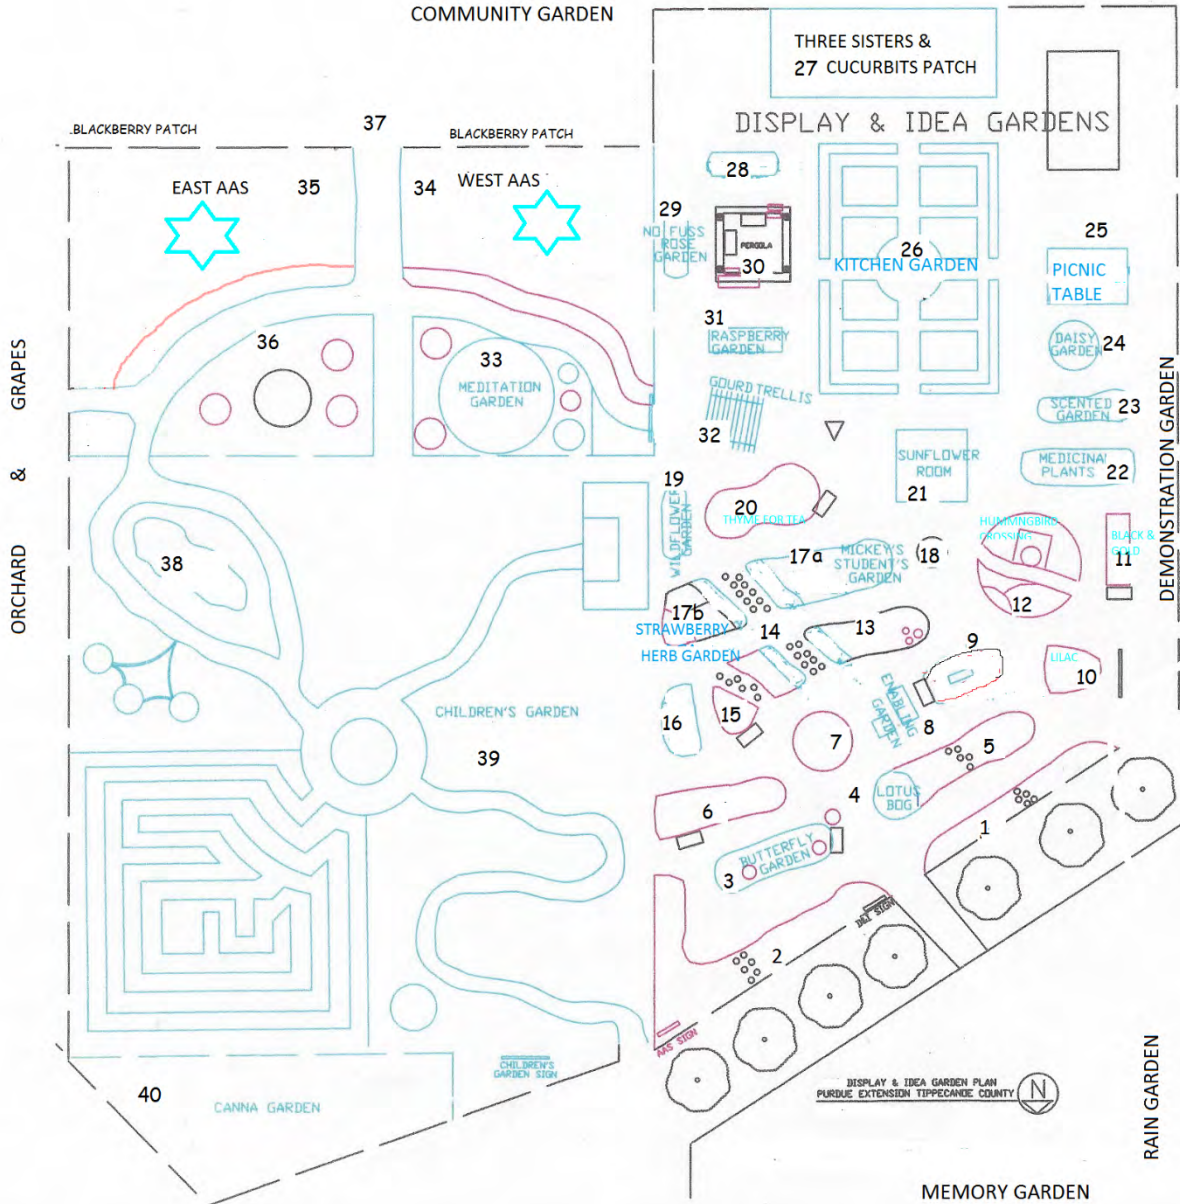 COMMUNITY GARDEN
THREE SISTERS &
27 CUCURBITS PATCH
DISPLAY & IDEA GARDENS
.BLACKBERRY PATCH
37
BLACKBERRY PATCH
EAST AAS
35
34
WEST AAS
28
29
NO FUSS
ROSE
GARDEN
PERGOLA
30
26
KITCHEN GARDEN
25
PICNIC
TABLE
31
RASPBERRY
GARDEN
DAISY
GARDEN
24
36
33
MEDITATION
GARDEN
GOURD TRELLIS
32
SCENTED
GARDEN
23
ORCHARD & GRAPES
DEMONSTRATION GARDEN
SUNFLOWER
ROOM
21
MEDICINAL
PLANTS
22
19
WILDFLOWER
GARDEN
20
THYME FOR TEA
HUMMNGBIRD
CROSSING
BLACK &
GOLD
11
17a
MICKEY'S
STUDENT'S
GARDEN
18
38
12
17b
STRAWBERRY
HERB GARDEN
14
13
9
LILAC
10
ENABLING
GARDEN
8
16
15
7
5
CHILDREN'S GARDEN
39
LOTUS
BOG
4
6
1
BUTTERFLY
GARDEN
3
D&I SIGN
2
AAS SIGN
CHILDREN'S
GARDEN SIGN
40
CANNA GARDEN
DISPLAY & IDEA GARDEN PLAN
PURDUE EXTENSION TIPPECANOE COUNTY
N
RAIN GARDEN
MEMORY GARDEN